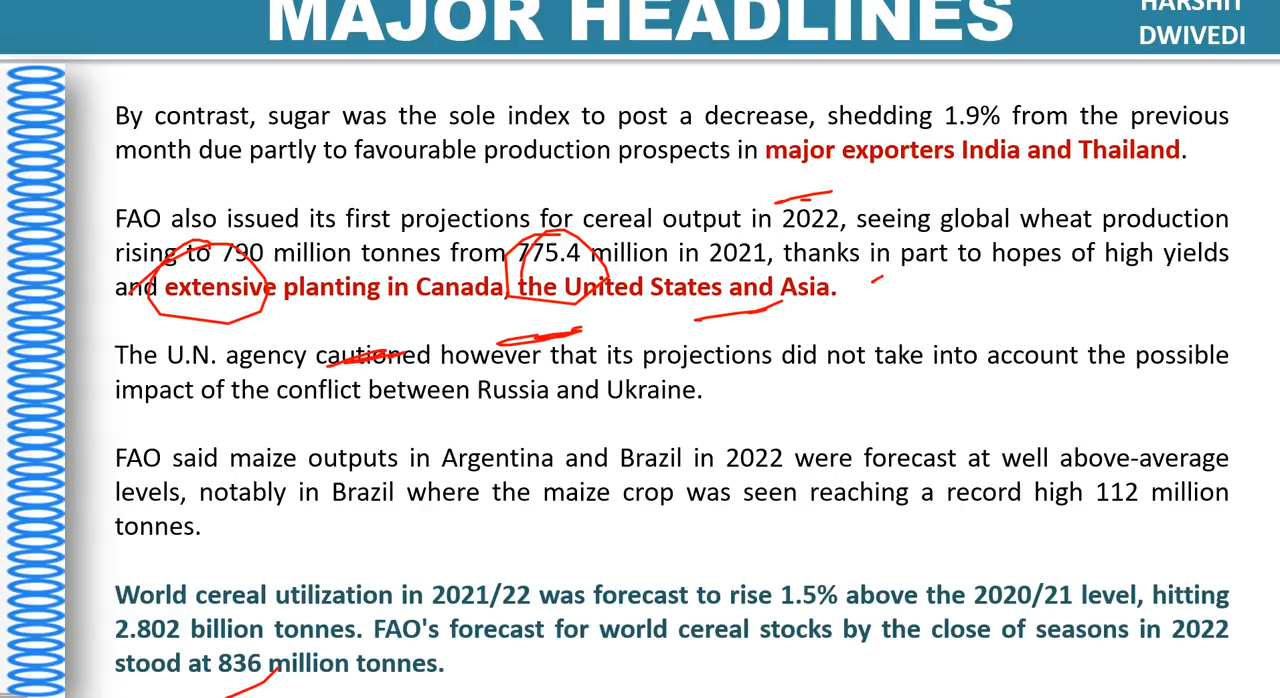 MAJOR HEADLINES
HARSHIT
DWIVEDI
By contrast, sugar was the sole index to post a decrease, shedding 1.9% from the previous
month due partly to favourable production prospects in major exporters India and Thailand.
FAO also issued its first projections for cereal output in 2022, seeing global wheat production
rising to 790 million tonnes from 775.4 million in 2021, thanks in part to hopes of high yields
and extensive planting in Canada, the United States and Asia.
The U.N. agency cautioned however that its projections did not take into account the possible
impact of the conflict between Russia and Ukraine.
FAO said maize outputs in Argentina and Brazil in 2022 were forecast at well above-average
levels, notably in Brazil where the maize crop was seen reaching a record high 112 million
tonnes.
World cereal utilization in 2021/22 was forecast to rise 1.5% above the 2020/21 level, hitting
2.802 billion tonnes. FAO's forecast for world cereal stocks by the close of seasons in 2022
stood at 836 million tonnes.